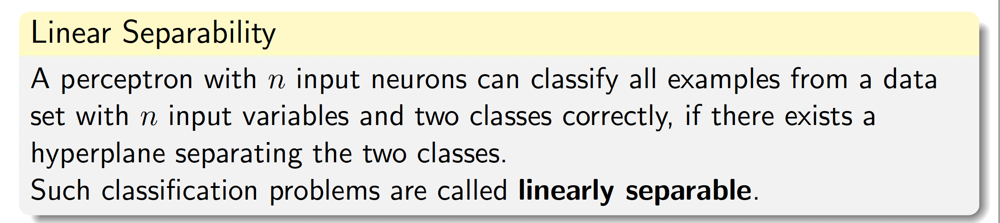 Linear Separability
A perceptron with n input neurons can classify all examples from a data
set with n input variables and two classes correctly, if there exists a
hyperplane separating the two classes.
Such classification problems are called linearly separable.